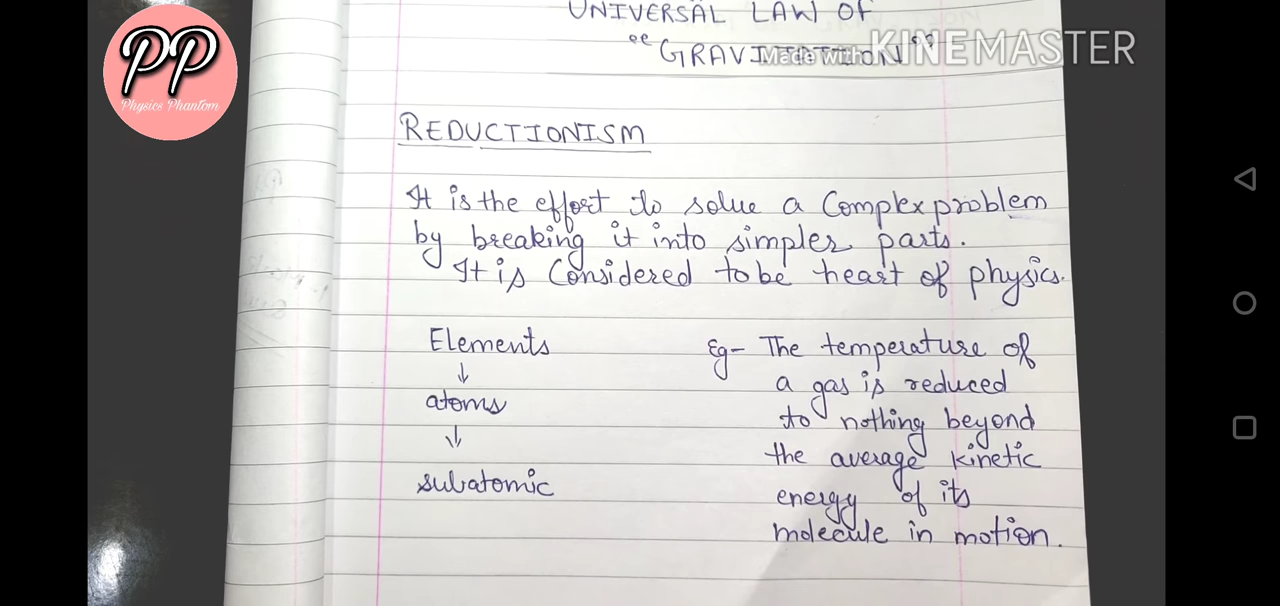 UNIVERSAL LAW OF
"GRAVITATION"
Made with KINEMASTER
PP
Physics Phantom
REDUCTIONISM
It is the effort to solve a Complex problem
by breaking it into simpler parts.
It is Considered to be heart of physics.
Elements
↓
atoms
↓
subatomic
Eg- The temperature of
a gas is reduced
to nothing beyond
the average kinetic
energy of its
molecule in motion.